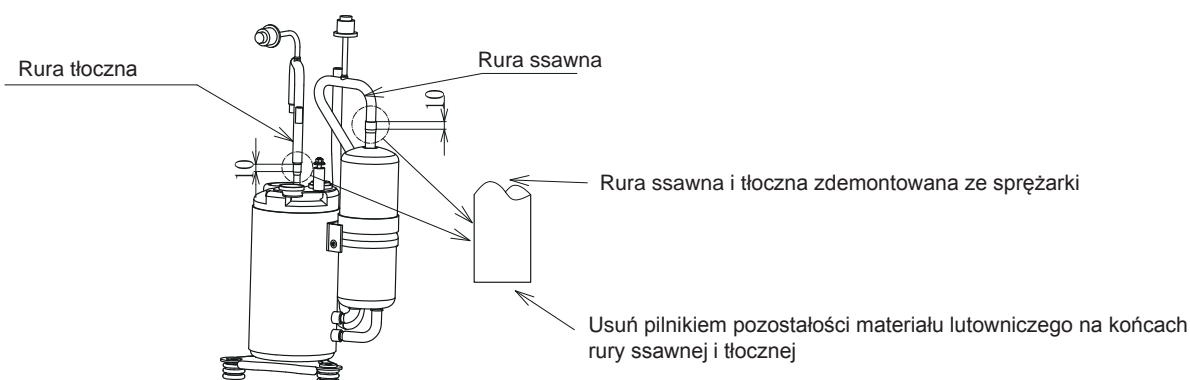 Rura tłoczna
Rura ssawna
10
10
Rura ssawna i tłoczna zdemontowana ze sprężarki
Usuń pilnikiem pozostałości materiału lutowniczego na końcach
rury ssawnej i tłocznej